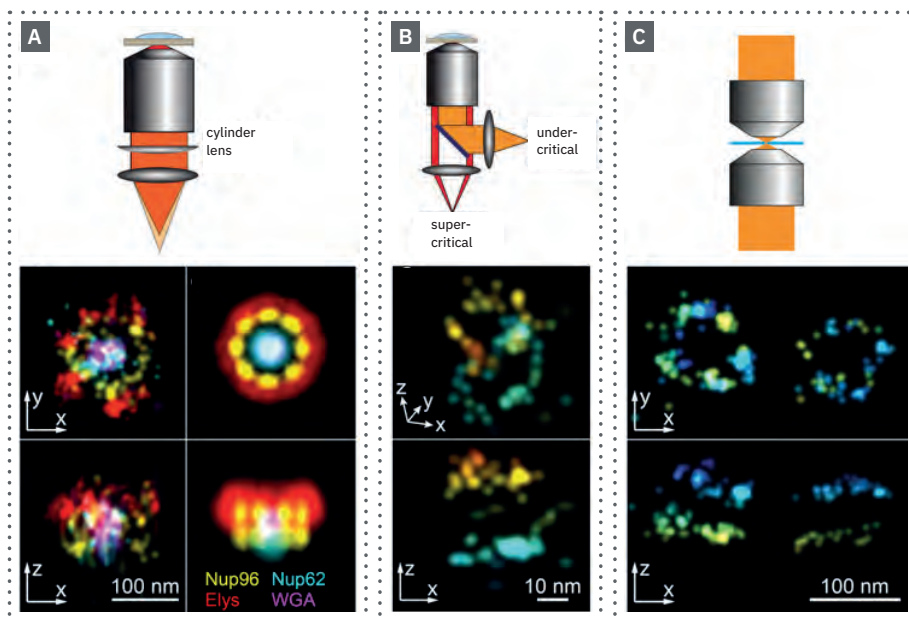 A
B
C
cylinder
lens
under-
critical
super-
critical
y
x
z
y
x
y
x
z
x
100 nm
Nup96 Nup62
Elys WGA
z
x
10 nm
z
x
100 nm